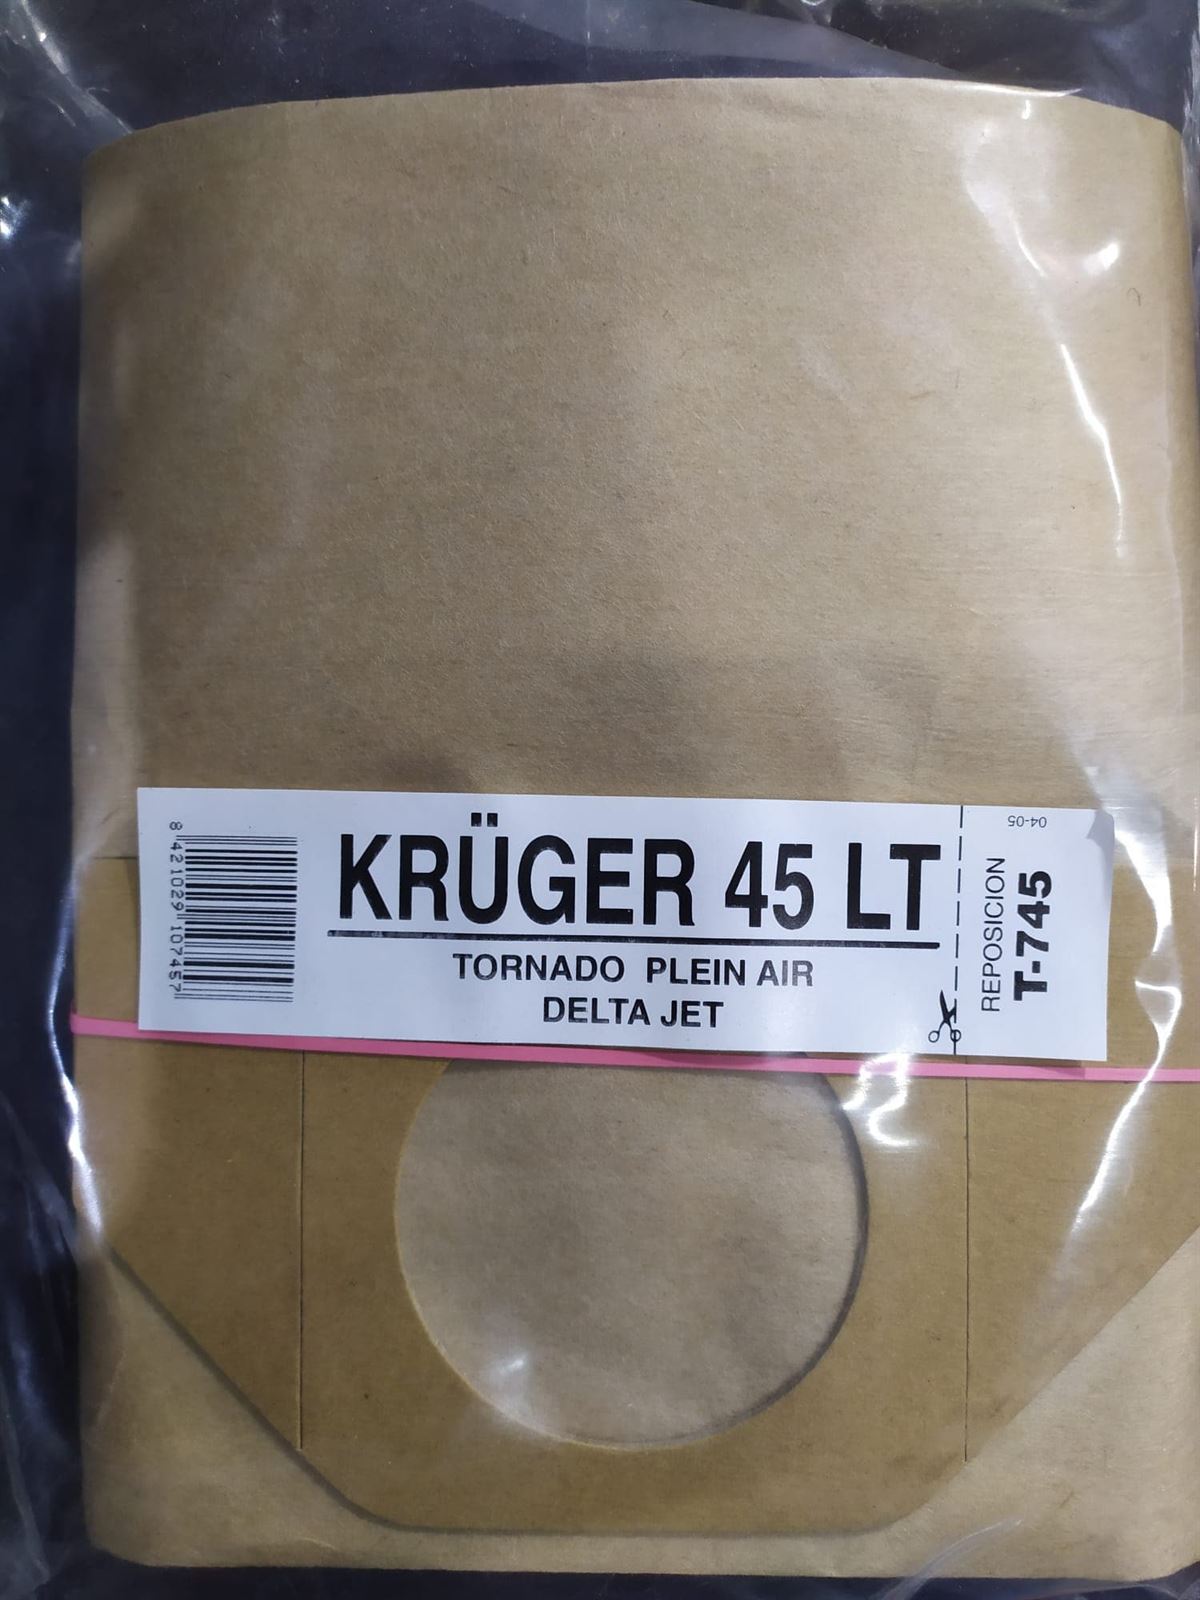 8 421029 107457
KRÜGER 45 LT
TORNADO PLEIN AIR
DELTA JET
04-05
REPOSICION
T-745